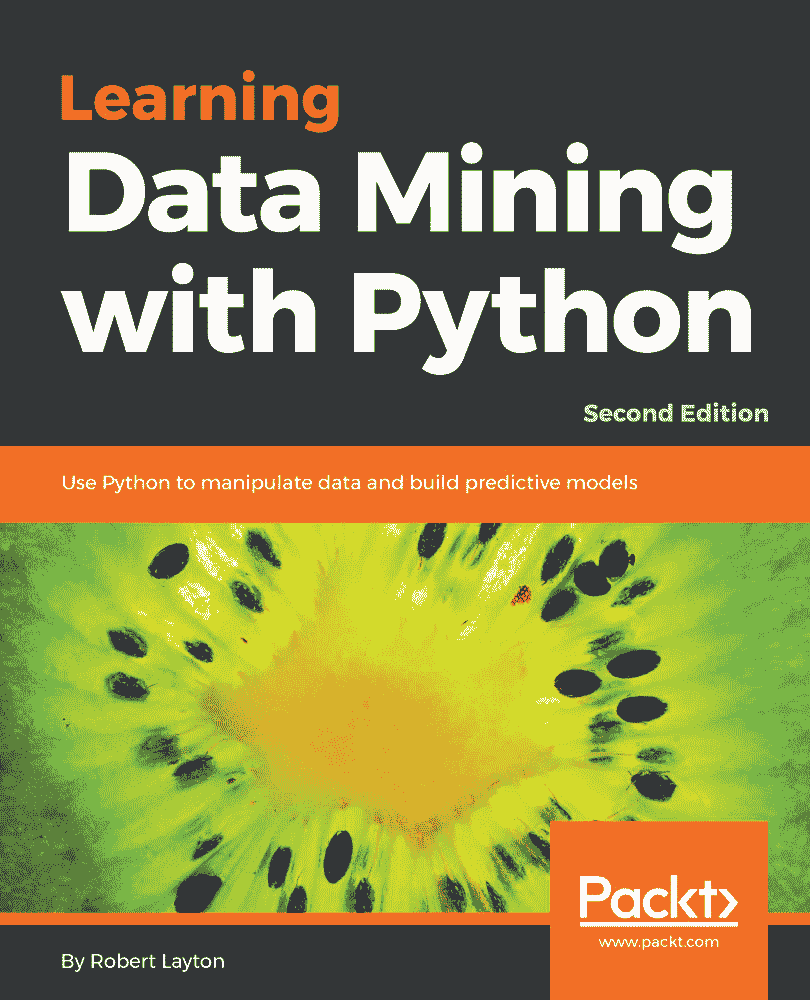 Learning
Data Mining
with Python
Second Edition
Use Python to manipulate data and build predictive models
Packt>
www.packt.com
By Robert Layton